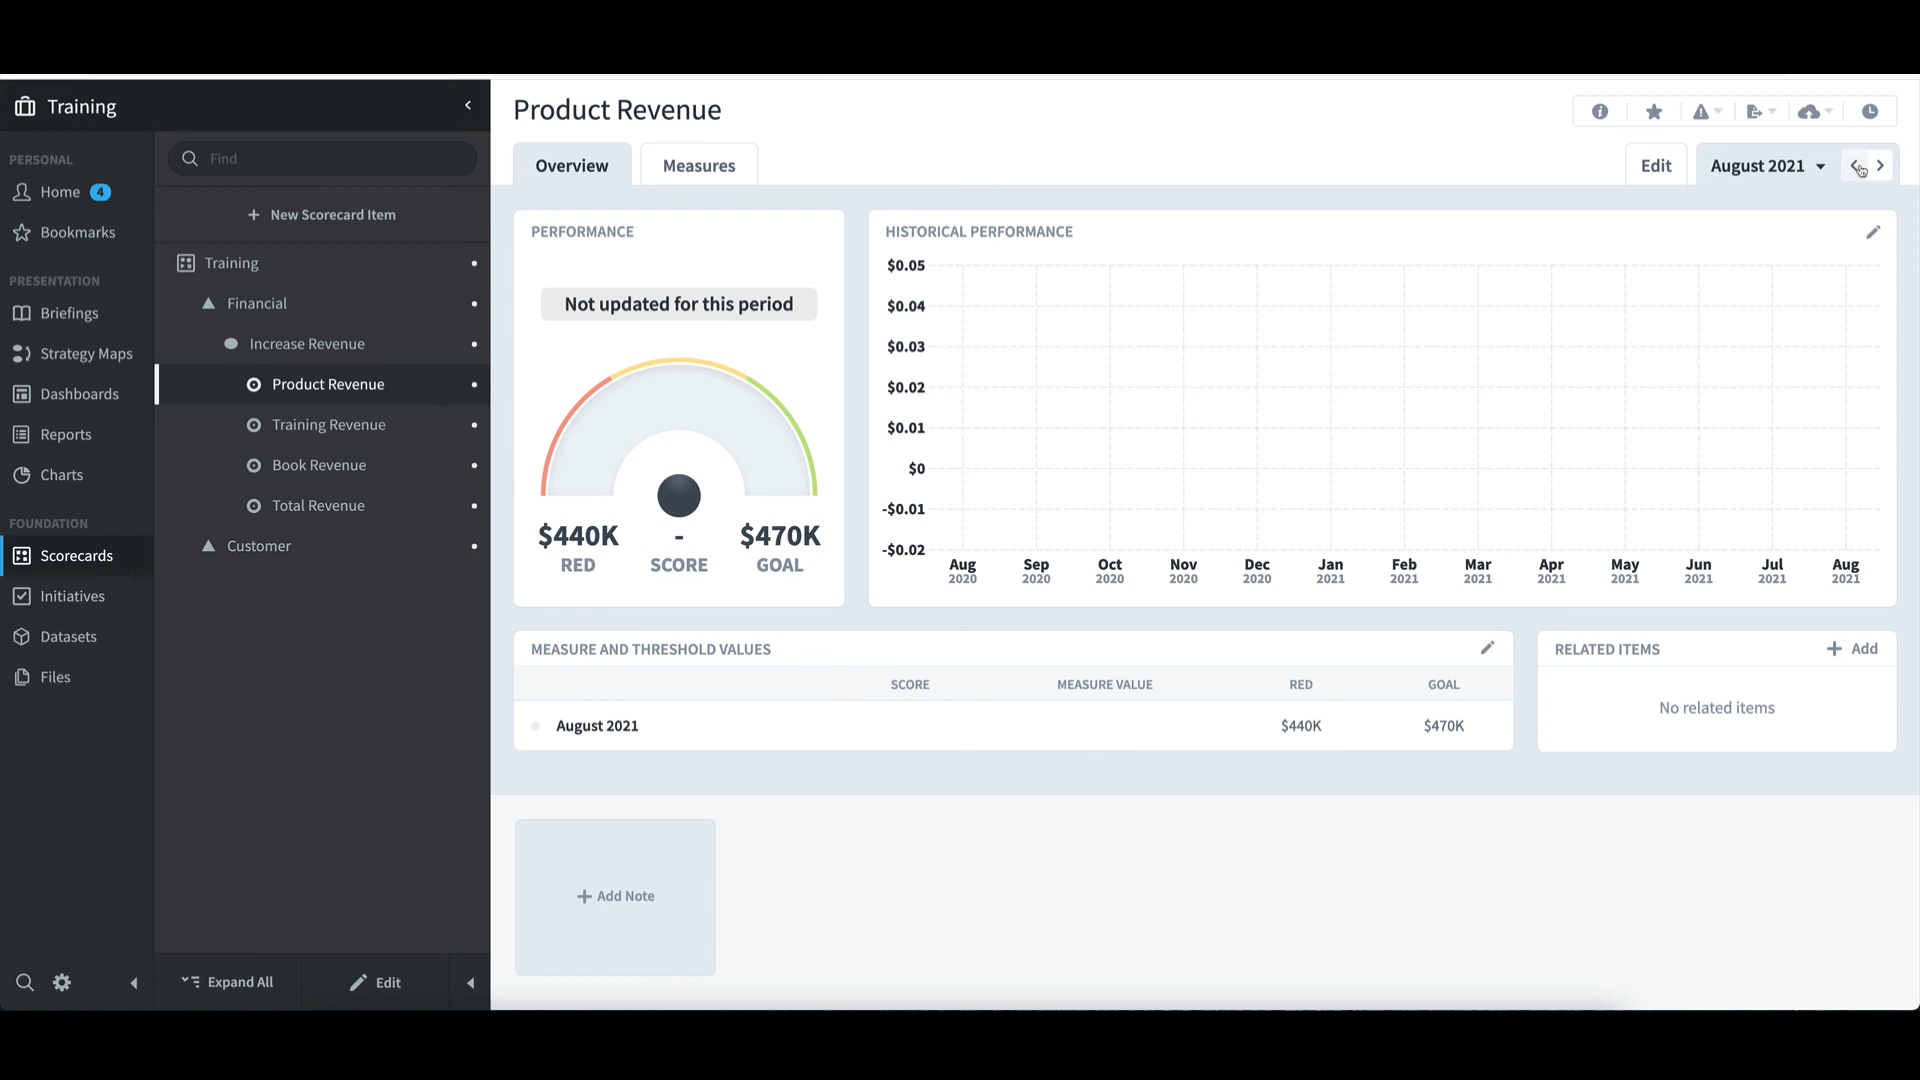 Training
PERSONAL
Home 4
Bookmarks
PRESENTATION
Briefings
Strategy Maps
Dashboards
Reports
Charts
FOUNDATION
Scorecards
Initiatives
Datasets
Files
Find
+ New Scorecard Item
Training
Financial
Increase Revenue
Product Revenue
Training Revenue
Book Revenue
Total Revenue
Customer
Expand All
Edit
Product Revenue
Overview
Measures
Edit
August 2021
PERFORMANCE
Not updated for this period
$440K - $470K
RED SCORE GOAL
HISTORICAL PERFORMANCE
$0.05
$0.04
$0.03
$0.02
$0.01
$0
-$0.01
-$0.02
Aug Sep Oct Nov Dec Jan Feb Mar Apr May Jun Jul Aug
2020 2020 2020 2020 2020 2021 2021 2021 2021 2021 2021 2021 2021
MEASURE AND THRESHOLD VALUES
SCORE MEASURE VALUE RED GOAL
August 2021 $440K $470K
RELATED ITEMS + Add
No related items
+ Add Note